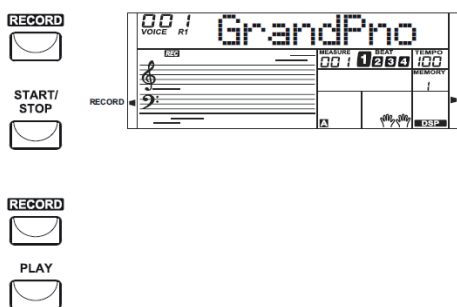 RECORD
START/
STOP
RECORD
001 GrandPno
VOICE R1
REC
MEASURE BEAT TEMPO
001 1 2 3 4 100
MEMORY
1
A DSP
RECORD
PLAY